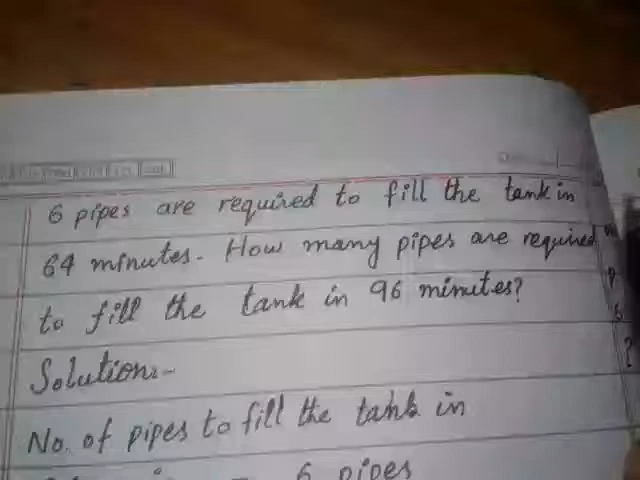 6 pipes are required to fill the tank in
64 minutes. How many pipes are required
to fill the tank in 96 minutes?
Solution:-
No. of pipes to fill the tank in
6 pipes